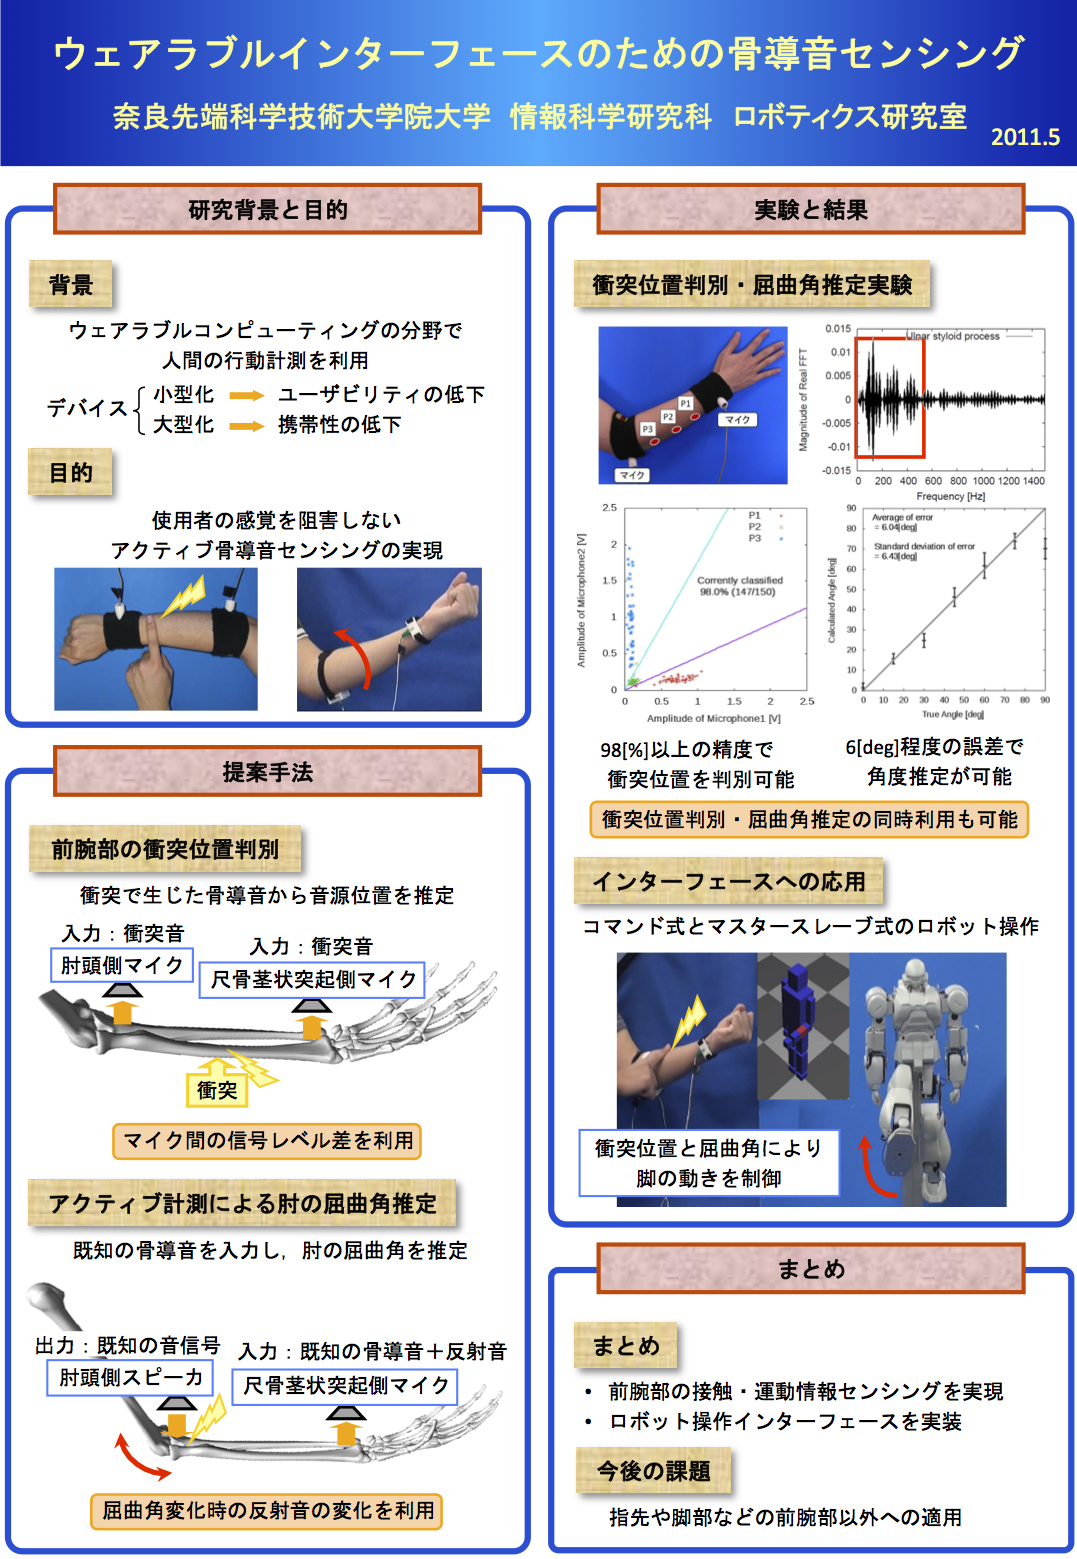 ウェアラブルインターフェースのための骨導音センシング
奈良先端科学技術大学院大学 情報科学研究科 ロボティクス研究室
2011.5
研究背景と目的
背景
ウェアラブルコンピューティングの分野で
人間の行動計測を利用
デバイス
小型化 ユーザビリティの低下
大型化 携帯性の低下
目的
使用者の感覚を阻害しない
アクティブ骨導音センシングの実現
提案手法
前腕部の衝突位置判別
衝突で生じた骨導音から音源位置を推定
入力：衝突音
肘頭側マイク
入力：衝突音
尺骨茎状突起側マイク
衝突
マイク間の信号レベル差を利用
アクティブ計測による肘の屈曲角推定
既知の骨導音を入力し，肘の屈曲角を推定
出力：既知の音信号
肘頭側スピーカ
入力：既知の骨導音＋反射音
尺骨茎状突起側マイク
屈曲角変化時の反射音の変化を利用
実験と結果
衝突位置判別・屈曲角推定実験
P1
P2
P3
マイク
マイク
Ulnar styloid process
Magnitude of Real FFT
0.015
0.01
0.005
0
-0.005
-0.01
-0.015
0 200 400 600 800 1000 1200 1400
Frequency [Hz]
P1
P2
P3
Corrently classified
98.0% (147/150)
Amplitude of Microphone2 [V]
2.5
2
1.5
1
0.5
0
0 0.5 1 1.5 2 2.5
Amplitude of Microphone1 [V]
Average of error
= 6.04[deg]
Standard deviation of error
= 6.43[deg]
Calculated Angle [deg]
90
80
70
60
50
40
30
20
10
0
0 10 20 30 40 50 60 70 80 90
True Angle [deg]
98[%]以上の精度で
衝突位置を判別可能
6[deg]程度の誤差で
角度推定が可能
衝突位置判別・屈曲角推定の同時利用も可能
インターフェースへの応用
コマンド式とマスタースレーブ式のロボット操作
衝突位置と屈曲角により
脚の動きを制御
まとめ
まとめ
• 前腕部の接触・運動情報センシングを実現
• ロボット操作インターフェースを実装
今後の課題
指先や脚部などの前腕部以外への適用